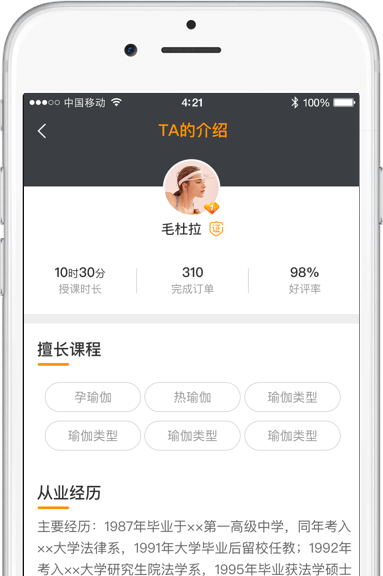 中国移动 4:21 100%
TA的介绍
1
毛杜拉 证
10时30分 310 98%
授课时长 完成订单 好评率
擅长课程
孕瑜伽 热瑜伽 瑜伽类型
瑜伽类型 瑜伽类型 瑜伽类型
从业经历
主要经历：1987年毕业于××第一高级中学，同年考入
××大学法律系，1991年大学毕业后留校任教；1992年
考入××大学研究生院法学系，1995年毕业获法学硕士